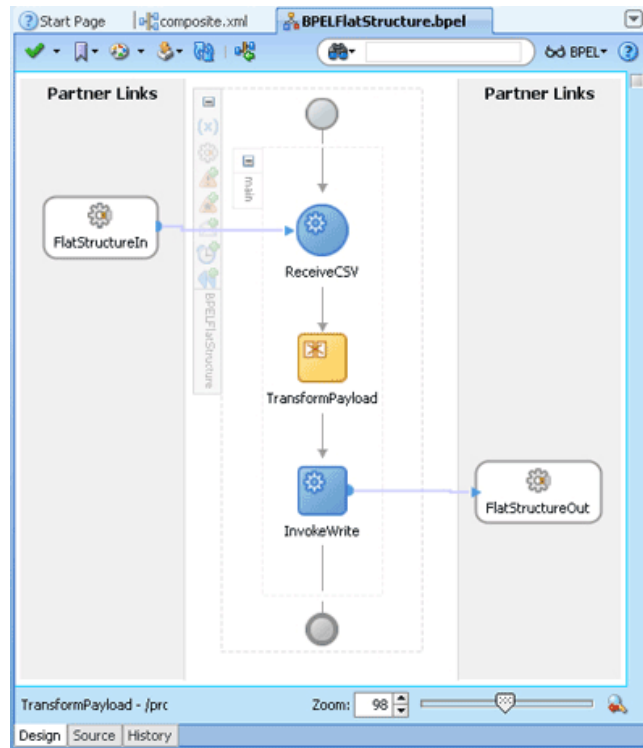 Start Page
composite.xml
BPELFlatStructure.bpel
BPEL
Partner Links
Partner Links
(x)
main
FlatStructureIn
ReceiveCSV
BPELFlatStructure
TransformPayload
FlatStructureOut
InvokeWrite
TransformPayload - /prc
Zoom: 98
Design Source History